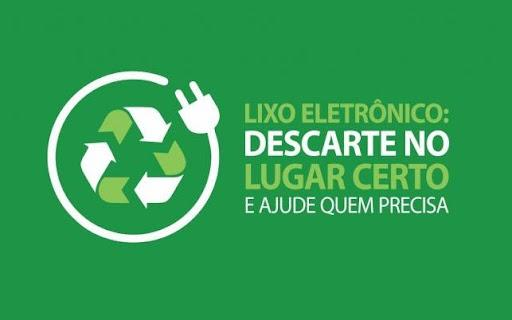 LIXO ELETRÔNICO:
DESCARTE NO
LUGAR CERTO
E AJUDE QUEM PRECISA